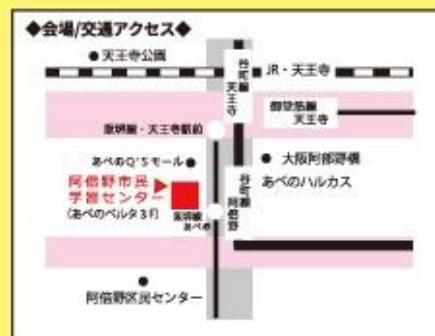 ◆会場/交通アクセス◆
●天王寺公園
谷町線
天王寺
JR・天王寺
御堂筋線
天王寺
阪堺線・天王寺駅前
あべのQ'Sモール●
● 大阪阿部野橋
あべのハルカス
阿倍野市民
学習センター
(あべのベルタ3F)
阪堺線
あべの
谷町線
阿倍野
●
阿倍野区民センター